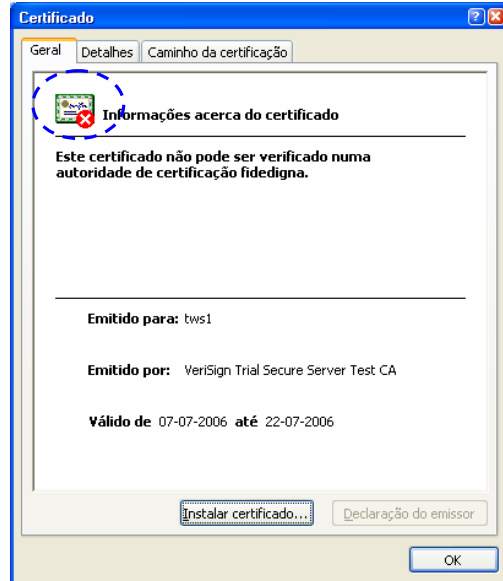 Certificado
Geral Detalhes Caminho da certificação
Informações acerca do certificado
Este certificado não pode ser verificado numa
autoridade de certificação fidedigna.
Emitido para: tws1
Emitido por: VeriSign Trial Secure Server Test CA
Válido de 07-07-2006 até 22-07-2006
Instalar certificado... Declaração do emissor
OK